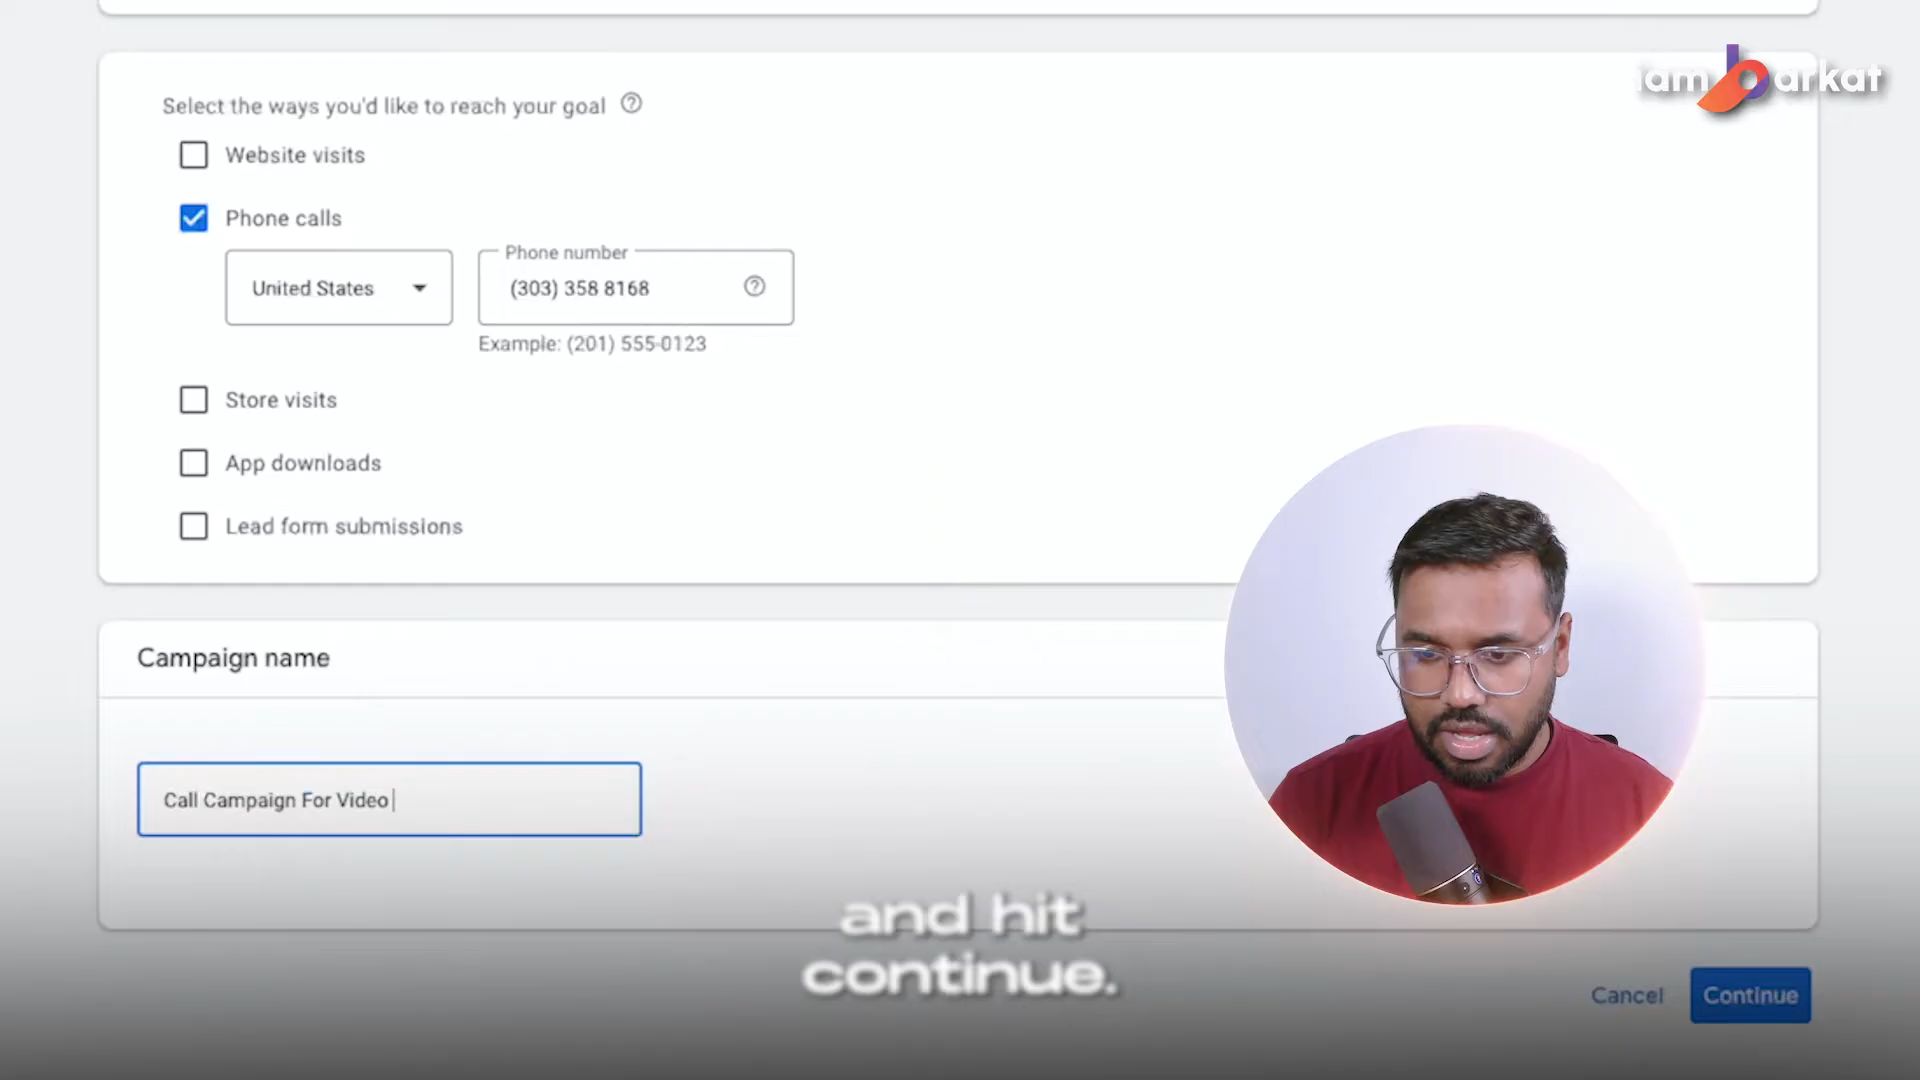 iam barkat
Select the ways you'd like to reach your goal
Website visits
Phone calls
United States
Phone number
(303) 358 8168
Example: (201) 555-0123
Store visits
App downloads
Lead form submissions
Campaign name
Call Campaign For Video
and hit
continue.
Cancel
Continue